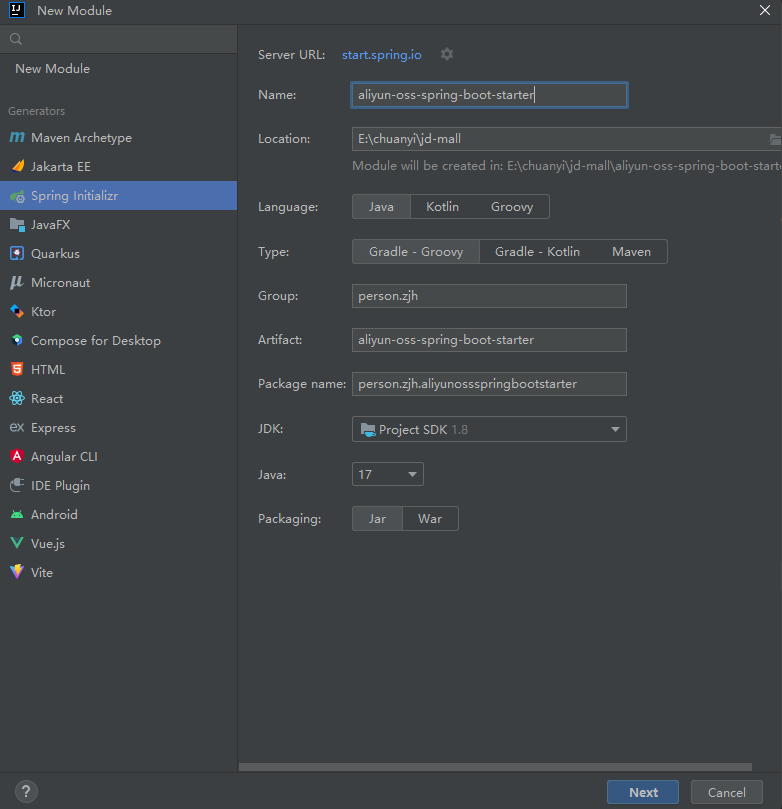 New Module
New Module
Generators
Maven Archetype
Jakarta EE
Spring Initializr
JavaFX
Quarkus
Micronaut
Ktor
Compose for Desktop
HTML
React
Express
Angular CLI
IDE Plugin
Android
Vue.js
Vite
Server URL: start.spring.io
Name: aliyun-oss-spring-boot-starter
Location: E:\chuanyi\jd-mall
Module will be created in: E:\chuanyi\jd-mall\aliyun-oss-spring-boot-starte
Language: Java Kotlin Groovy
Type: Gradle - Groovy Gradle - Kotlin Maven
Group: person.zjh
Artifact: aliyun-oss-spring-boot-starter
Package name: person.zjh.aliyunossspringbootstarter
JDK: Project SDK 1.8
Java: 17
Packaging: Jar War
? Next Cancel